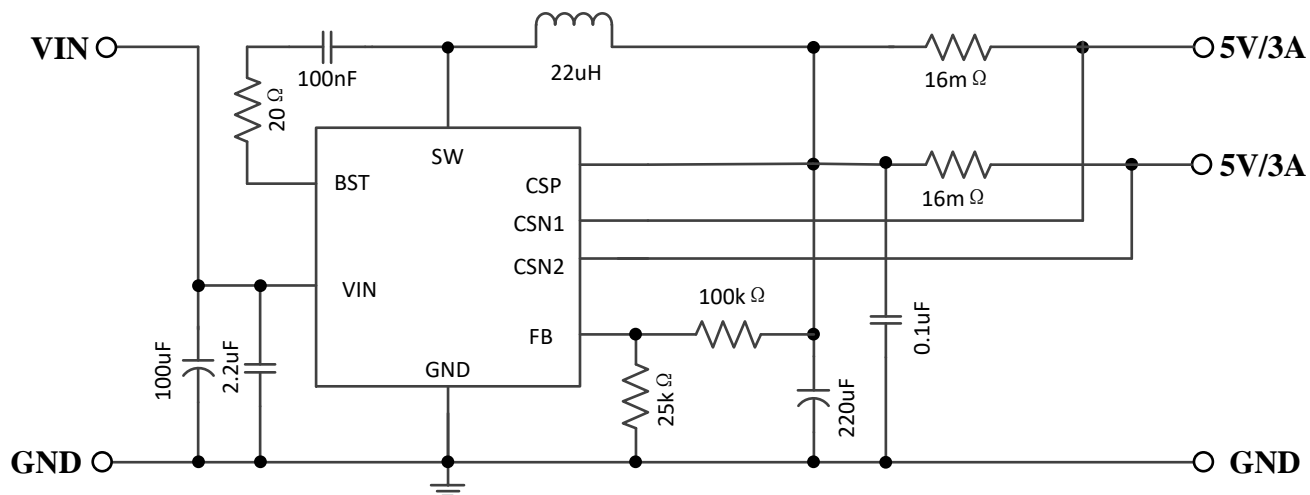 VIN
100nF
22uH
16mΩ
5V/3A
20Ω
SW
BST
CSP
16mΩ
5V/3A
CSN1
CSN2
VIN
100kΩ
FB
0.1uF
100uF
2.2uF
GND
25kΩ
220uF
GND
GND